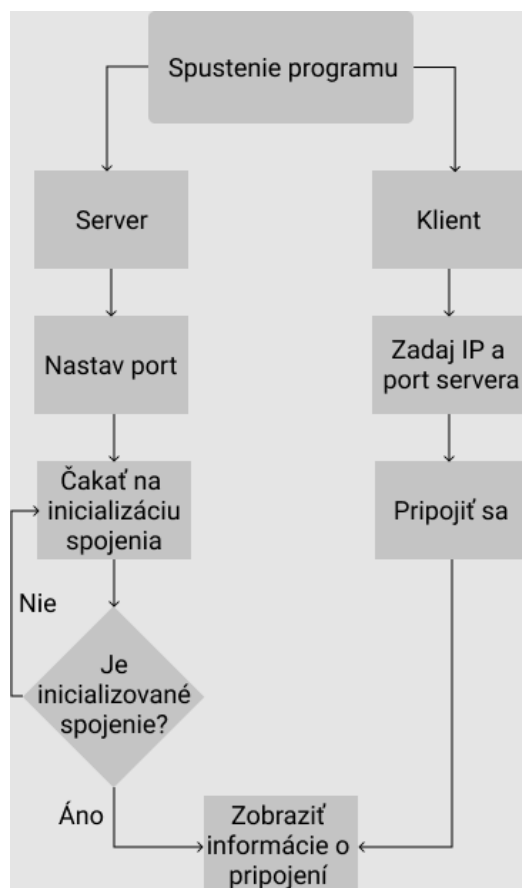 Spustenie programu
Server
Klient
Nastav port
Zadaj IP a
port servera
Čakať na
inicializáciu
spojenia
Pripojiť sa
Nie
Je
inicializované
spojenie?
Áno
Zobraziť
informácie o
pripojení